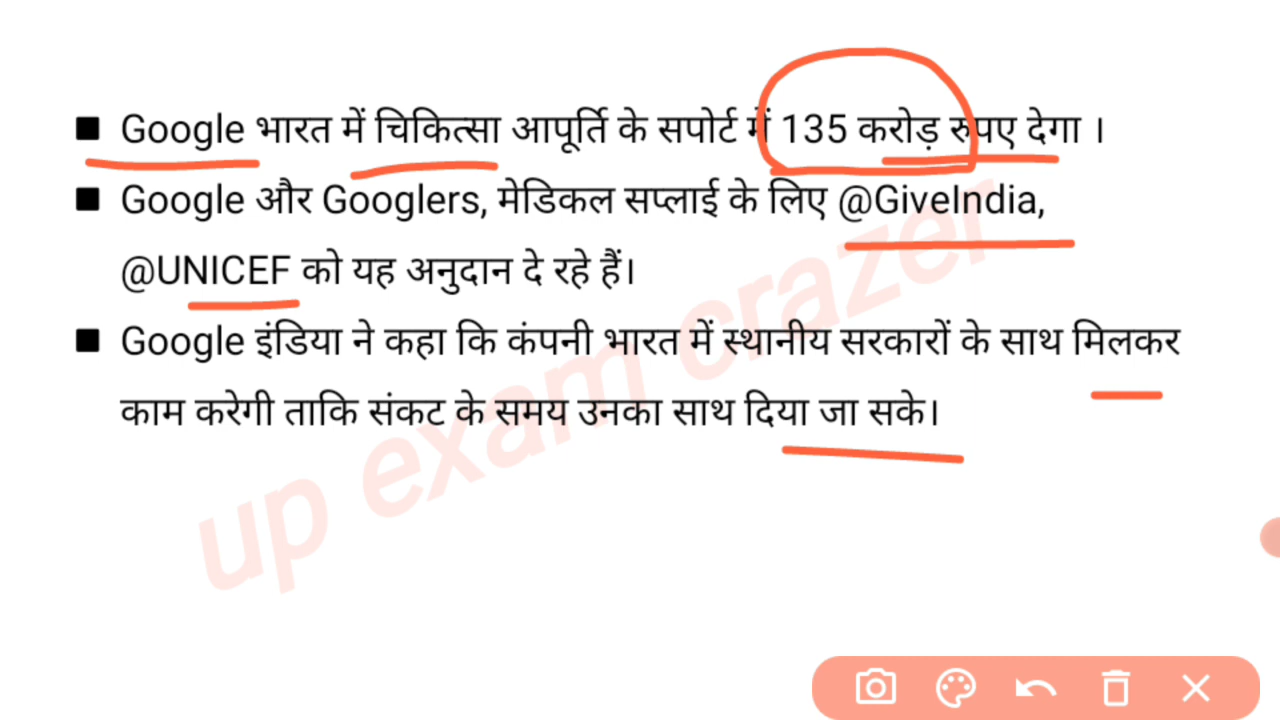 ■ Google भारत में चिकित्सा आपूर्ति के सपोर्ट में 135 करोड़ रुपए देगा ।
■ Google और Googlers, मेडिकल सप्लाई के लिए @GiveIndia,
@UNICEF को यह अनुदान दे रहे हैं।
■ Google इंडिया ने कहा कि कंपनी भारत में स्थानीय सरकारों के साथ मिलकर
काम करेगी ताकि संकट के समय उनका साथ दिया जा सके।
up exam crazer